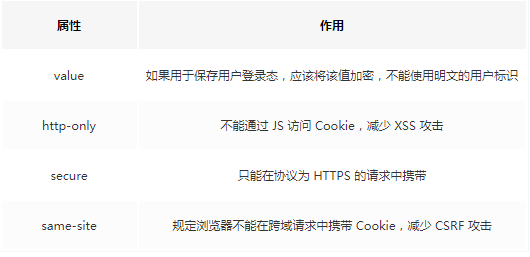 属性 作用
value 如果用于保存用户登录态，应该将该值加密，不能使用明文的用户标识
http-only 不能通过 JS 访问 Cookie，减少 XSS 攻击
secure 只能在协议为 HTTPS 的请求中携带
same-site 规定浏览器不能在跨域请求中携带 Cookie，减少 CSRF 攻击